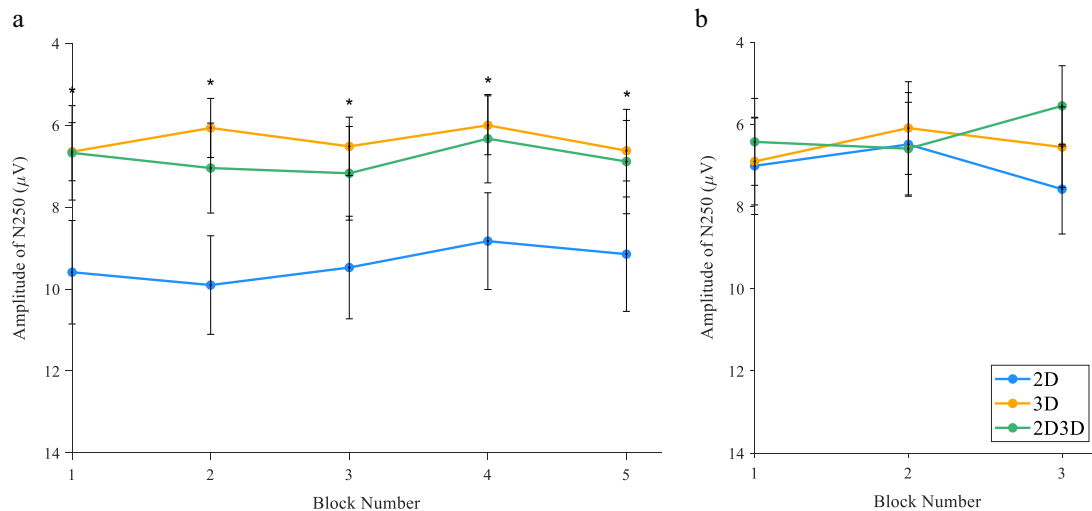 a
4
6
8
10
12
14
Amplitude of N250 (μV)
* * * * *
1 2 3 4 5
Block Number
b
4
6
8
10
12
14
Amplitude of N250 (μV)
1 2 3
Block Number
2D
3D
2D3D